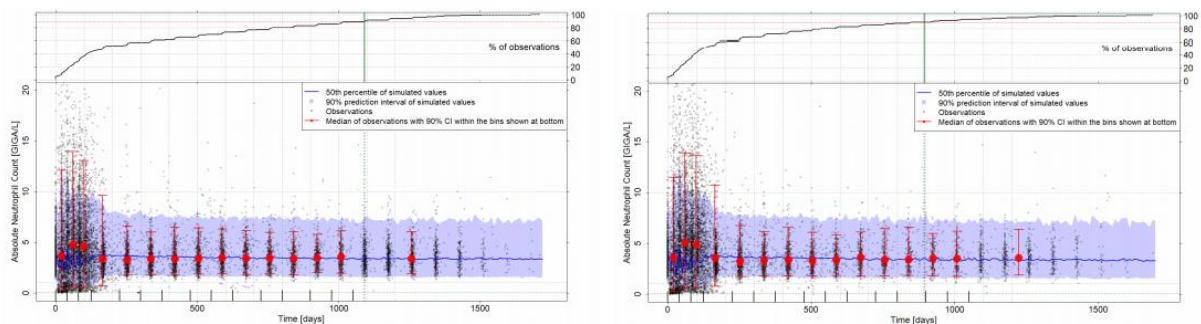 100
80
% of observations
60
40
20
0
50th percentile of simulated values
90% prediction interval of simulated values
Observations
Median of observations with 90% CI within the bins shown at bottom
Absolute Neutrophil Count [GIGA/L]
20
15
10
5
0
0
500
1000
1500
Time [days]
100
80
% of observations
60
40
20
0
50th percentile of simulated values
90% prediction interval of simulated values
Observations
Median of observations with 90% CI within the bins shown at bottom
Absolute Neutrophil Count [GIGA/L]
20
15
10
5
0
0
500
1000
1500
Time [days]